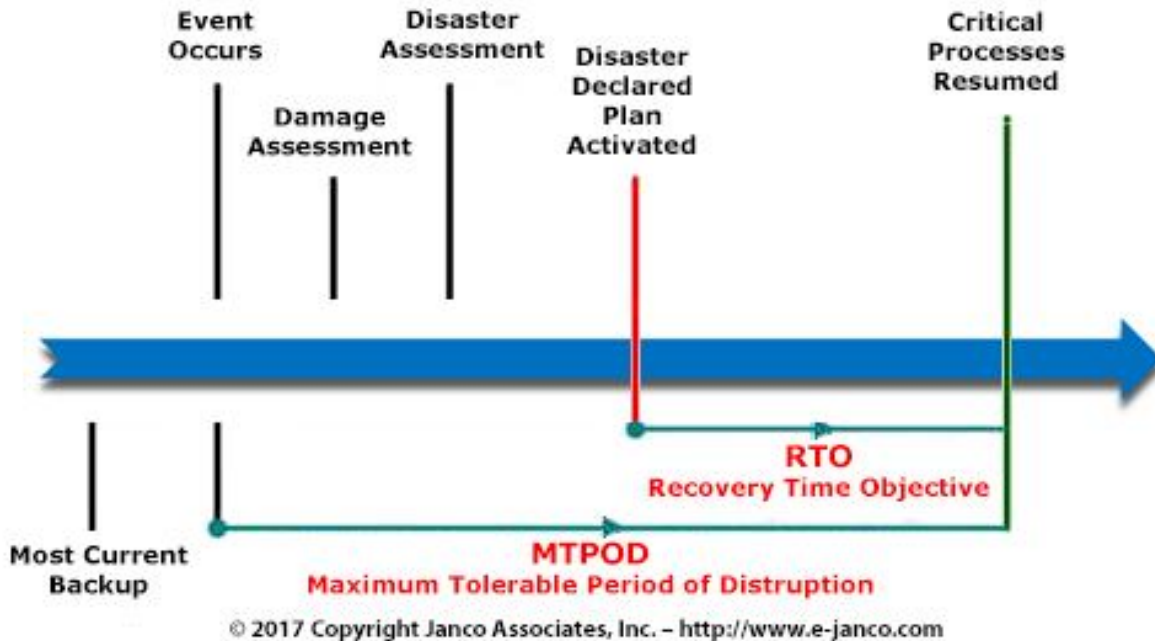 Event
Occurs
Disaster
Assessment
Damage
Assessment
Disaster
Declared
Plan
Activated
Critical
Processes
Resumed
RTO
Recovery Time Objective
Most Current
Backup
MTPOD
Maximum Tolerable Period of Distruption
© 2017 Copyright Janco Associates, Inc. – http://www.e-janco.com